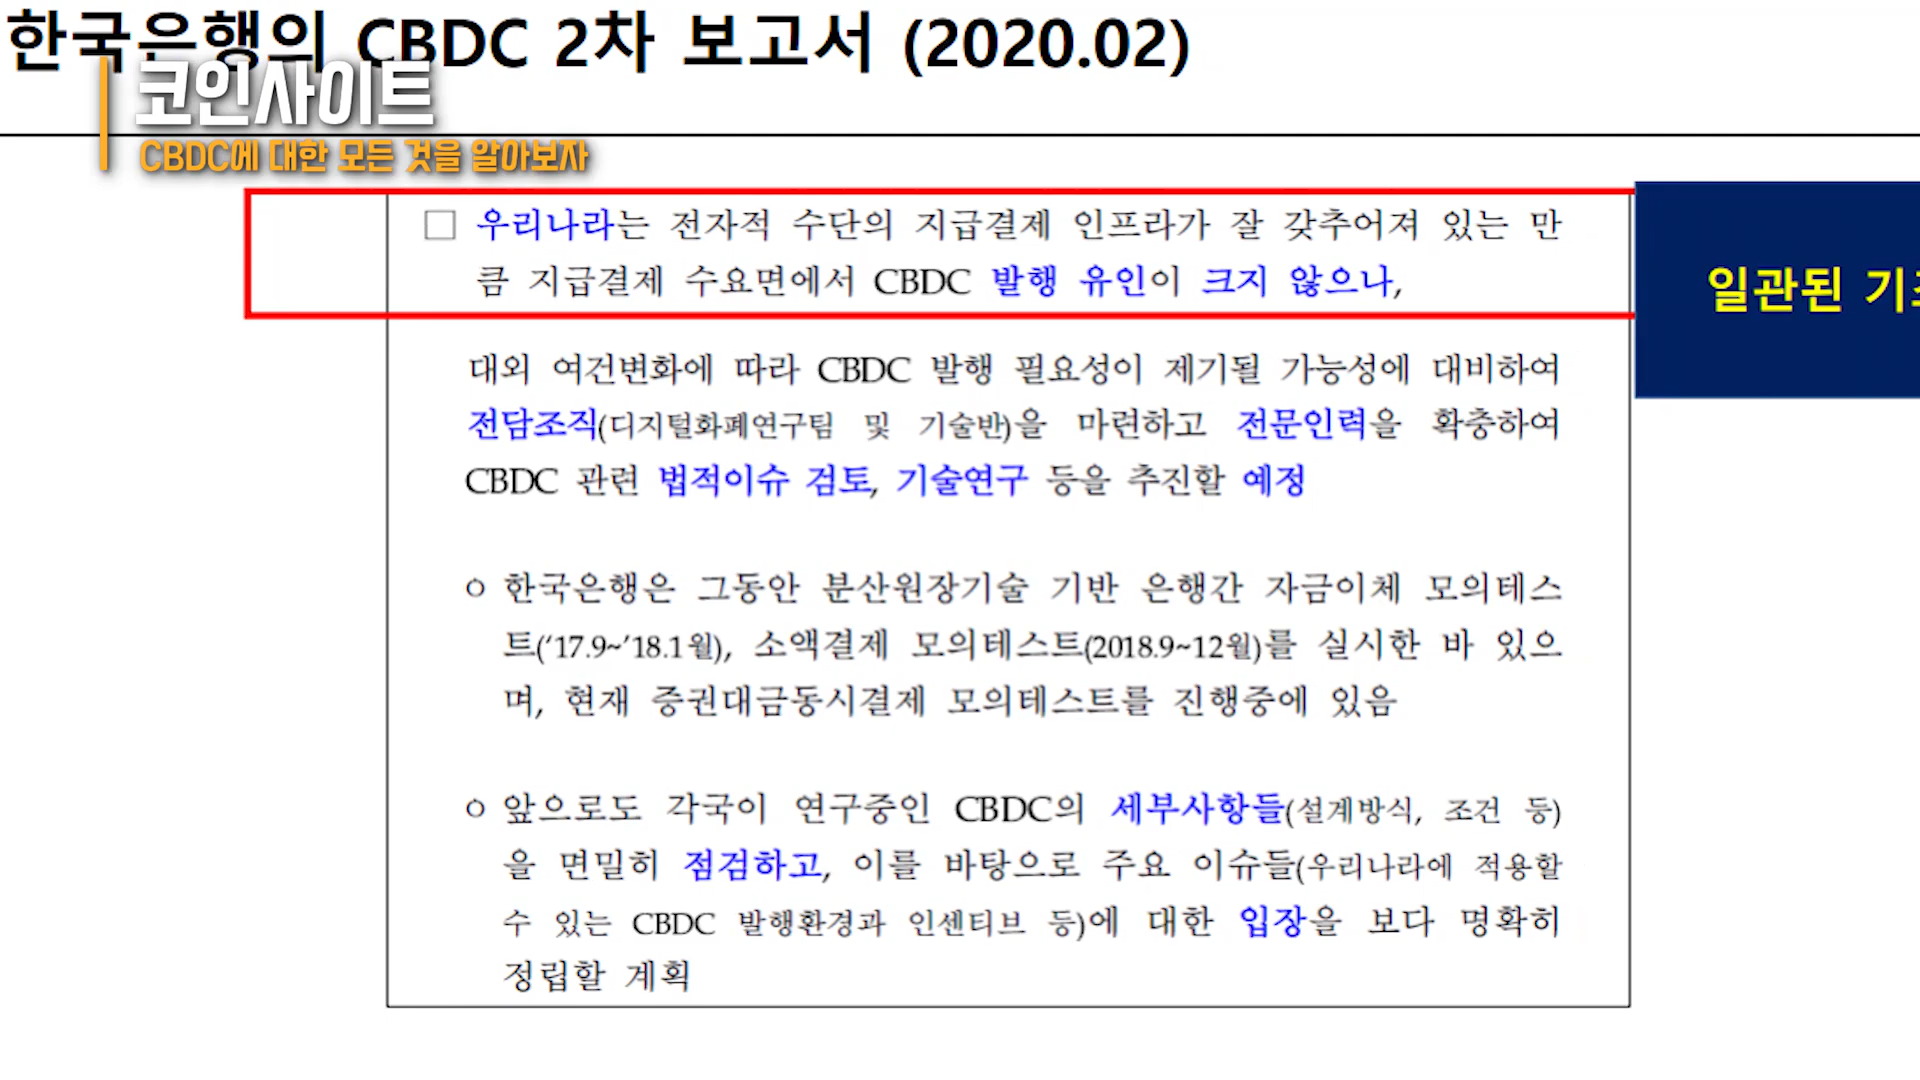 한국은행의 CBDC 2차 보고서 (2020.02)
코인사이트
CBDC에 대한 모든 것을 알아보자
□ 우리나라는 전자적 수단의 지급결제 인프라가 잘 갖추어져 있는 만
큼 지급결제 수요면에서 CBDC 발행 유인이 크지 않으나,
일관된 기
대외 여건변화에 따라 CBDC 발행 필요성이 제기될 가능성에 대비하여
전담조직(디지털화폐연구팀 및 기술반)을 마련하고 전문인력을 확충하여
CBDC 관련 법적이슈 검토, 기술연구 등을 추진할 예정
ㅇ 한국은행은 그동안 분산원장기술 기반 은행간 자금이체 모의테스
트(‘17.9~’18.1월), 소액결제 모의테스트(2018.9~12월)를 실시한 바 있으
며, 현재 증권대금동시결제 모의테스트를 진행중에 있음
ㅇ 앞으로도 각국이 연구중인 CBDC의 세부사항들(설계방식, 조건 등)
을 면밀히 점검하고, 이를 바탕으로 주요 이슈들(우리나라에 적용할
수 있는 CBDC 발행환경과 인센티브 등)에 대한 입장을 보다 명확히
정립할 계획